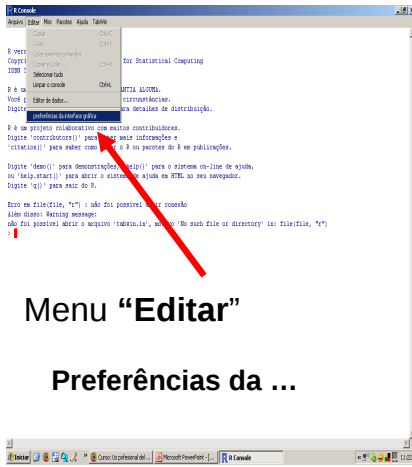 R Console
Arquivo Editar Misc Pacotes Ajuda TabWin
Copiar Ctrl+C
Colar Ctrl+V
Colar somente comandos
Copiar e Colar... Ctrl+X
Selecionar tudo
Limpar o console Ctrl+L
Editor de dados...
preferências da interface gráfica
R vers
Copyri for Statistical Computing
ISBN 3
R é um ANTIA ALGUMA.
Você p circunstâncias.
Digite ara detalhes de distribuição.
R é um projeto colaborativo com muitos contribuidores.
Digite 'contributors()' para obter mais informações e
'citation()' para saber como citar o R ou pacotes do R em publicações.
Digite 'demo()' para demonstrações, 'help()' para o sistema on-line de ajuda,
ou 'help.start()' para abrir o sistema de ajuda em HTML no seu navegador.
Digite 'q()' para sair do R.
Erro em file(file, "r") : não foi possível abrir conexão
Além disso: Warning message:
não foi possível abrir o arquivo 'tabwin.in', motivo 'No such file or directory' in: file(file, "r")
>
Menu “Editar”
Preferências da ...
Iniciar Curso: Us profesional del ... Microsoft PowerPoint - [... R Console 11:22